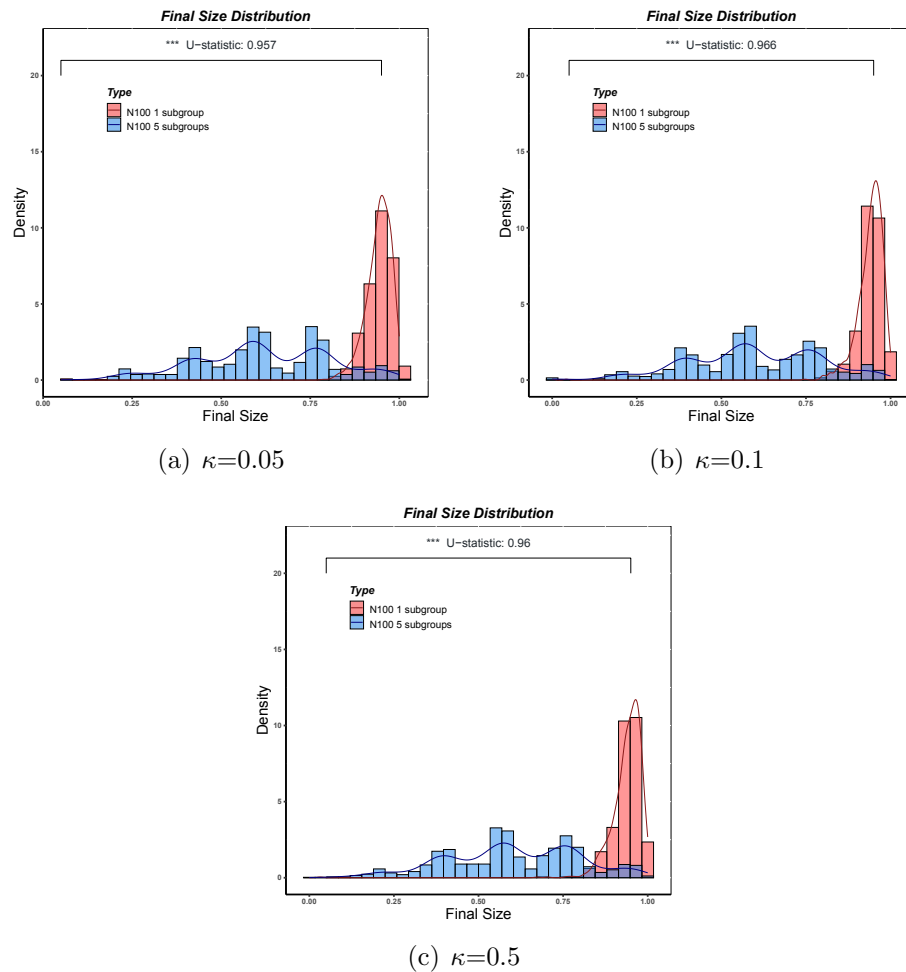 Final Size Distribution
*** U−statistic: 0.957
20
Type
N100 1 subgroup
N100 5 subgroups
15
Density
10
5
0
0.00 0.25 0.50 0.75 1.00
Final Size
(a) κ=0.05
Final Size Distribution
*** U−statistic: 0.966
20
Type
N100 1 subgroup
N100 5 subgroups
15
Density
10
5
0
0.00 0.25 0.50 0.75 1.00
Final Size
(b) κ=0.1
Final Size Distribution
*** U−statistic: 0.96
20
Type
N100 1 subgroup
N100 5 subgroups
15
Density
10
5
0
0.00 0.25 0.50 0.75 1.00
Final Size
(c) κ=0.5